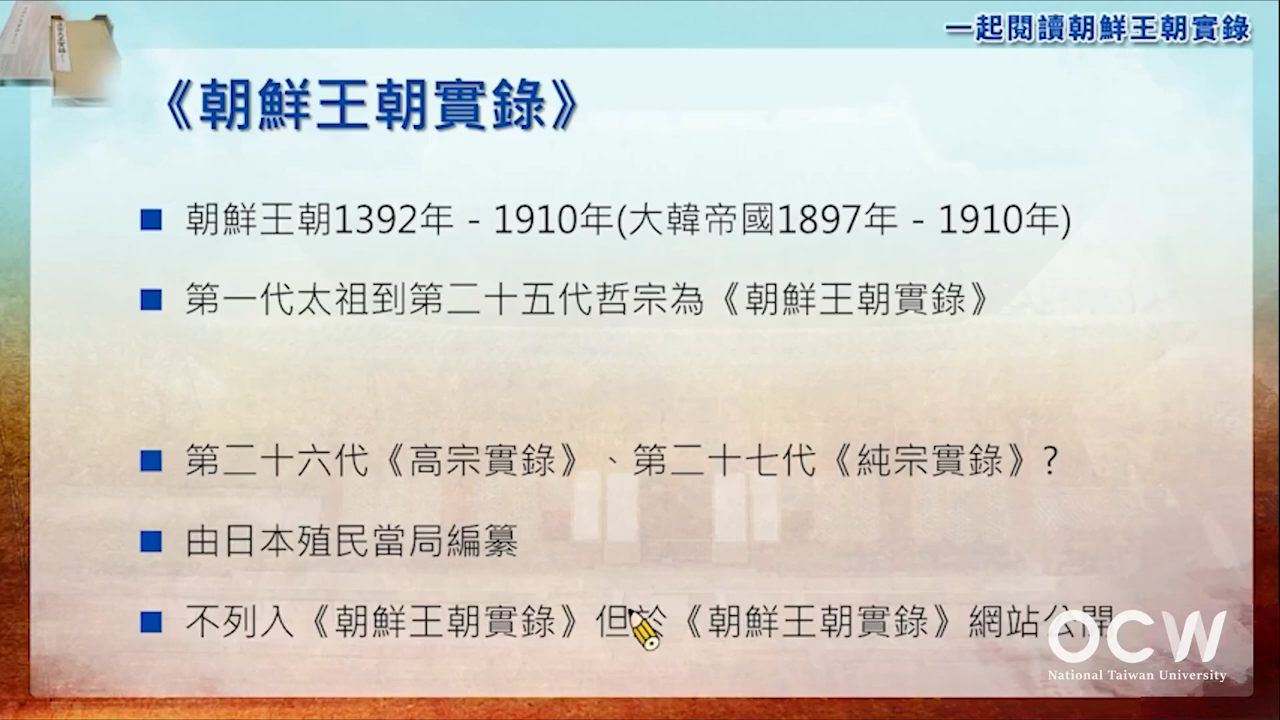 一起閱讀朝鮮王朝實錄
《朝鮮王朝實錄》
朝鮮王朝1392年－1910年(大韓帝國1897年－1910年)
第一代太祖到第二十五代哲宗為《朝鮮王朝實錄》
第二十六代《高宗實錄》、第二十七代《純宗實錄》?
由日本殖民當局編纂
不列入《朝鮮王朝實錄》但於《朝鮮王朝實錄》網站公開
OCW
National Taiwan University